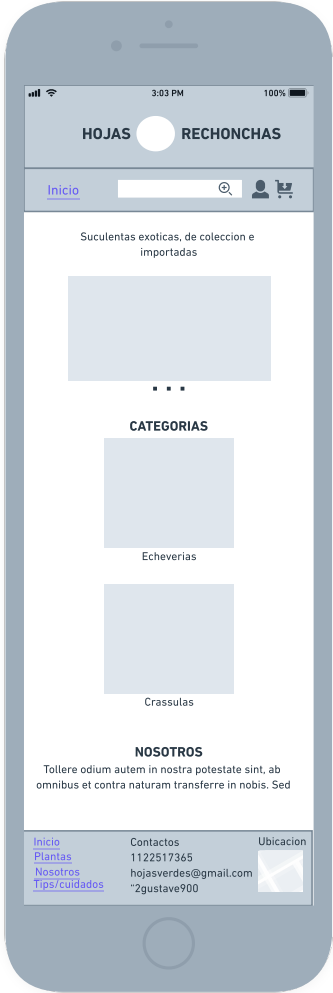 3:03 PM
100%
HOJAS RECHONCHAS
Inicio
Suculentas exoticas, de coleccion e
importadas
CATEGORIAS
Echeverias
Crassulas
NOSOTROS
Tollere odium autem in nostra potestate sint, ab
omnibus et contra naturam transferre in nobis. Sed
Inicio
Plantas
Nosotros
Tips/cuidados
Contactos
1122517365
hojasverdes@gmail.com
"2gustave900
Ubicacion